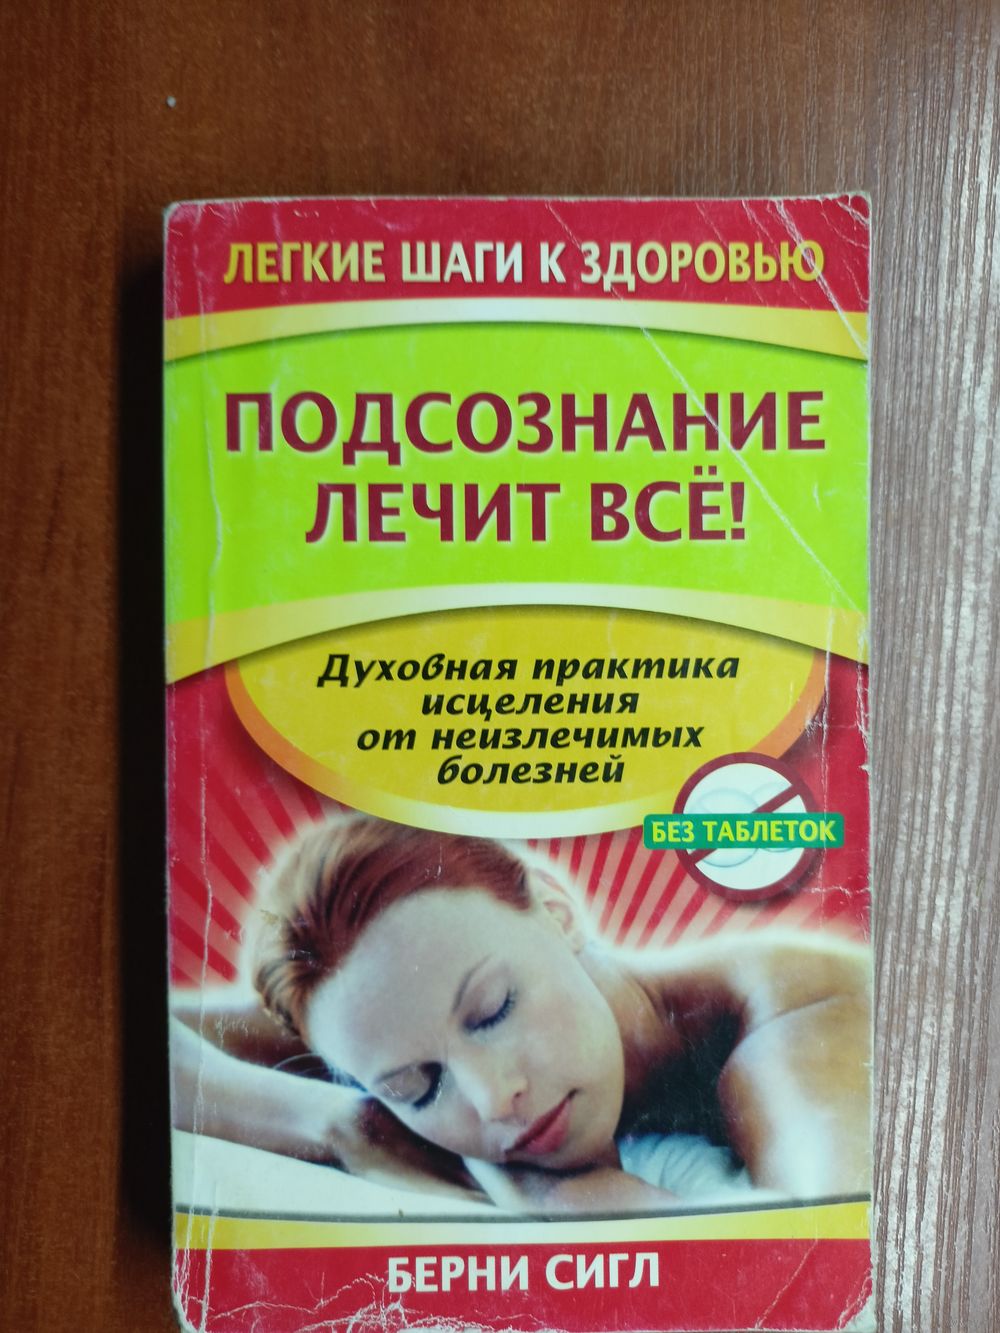 ЛЕГКИЕ ШАГИ К ЗДОРОВЬЮ
ПОДСОЗНАНИЕ
ЛЕЧИТ ВСЁ!
Духовная практика
исцеления
от неизлечимых
болезней
БЕЗ ТАБЛЕТОК
БЕРНИ СИГЛ